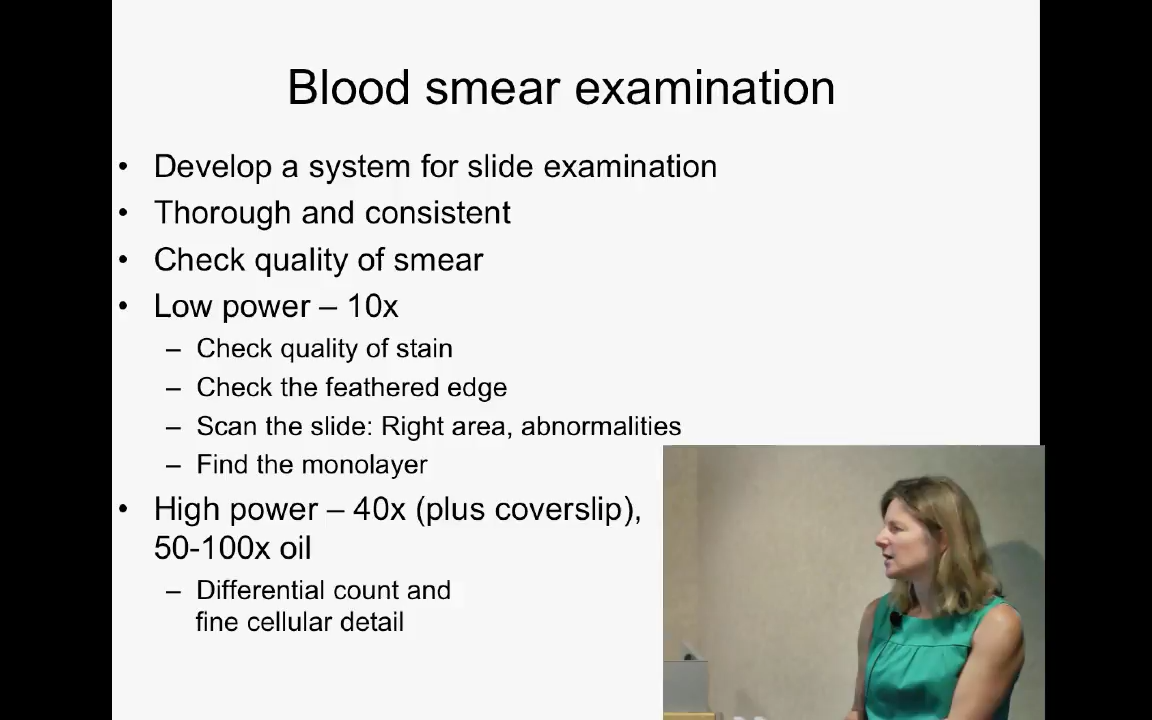 Blood smear examination
• Develop a system for slide examination
• Thorough and consistent
• Check quality of smear
• Low power – 10x
– Check quality of stain
– Check the feathered edge
– Scan the slide: Right area, abnormalities
– Find the monolayer
• High power – 40x (plus coverslip),
50-100x oil
– Differential count and
fine cellular detail